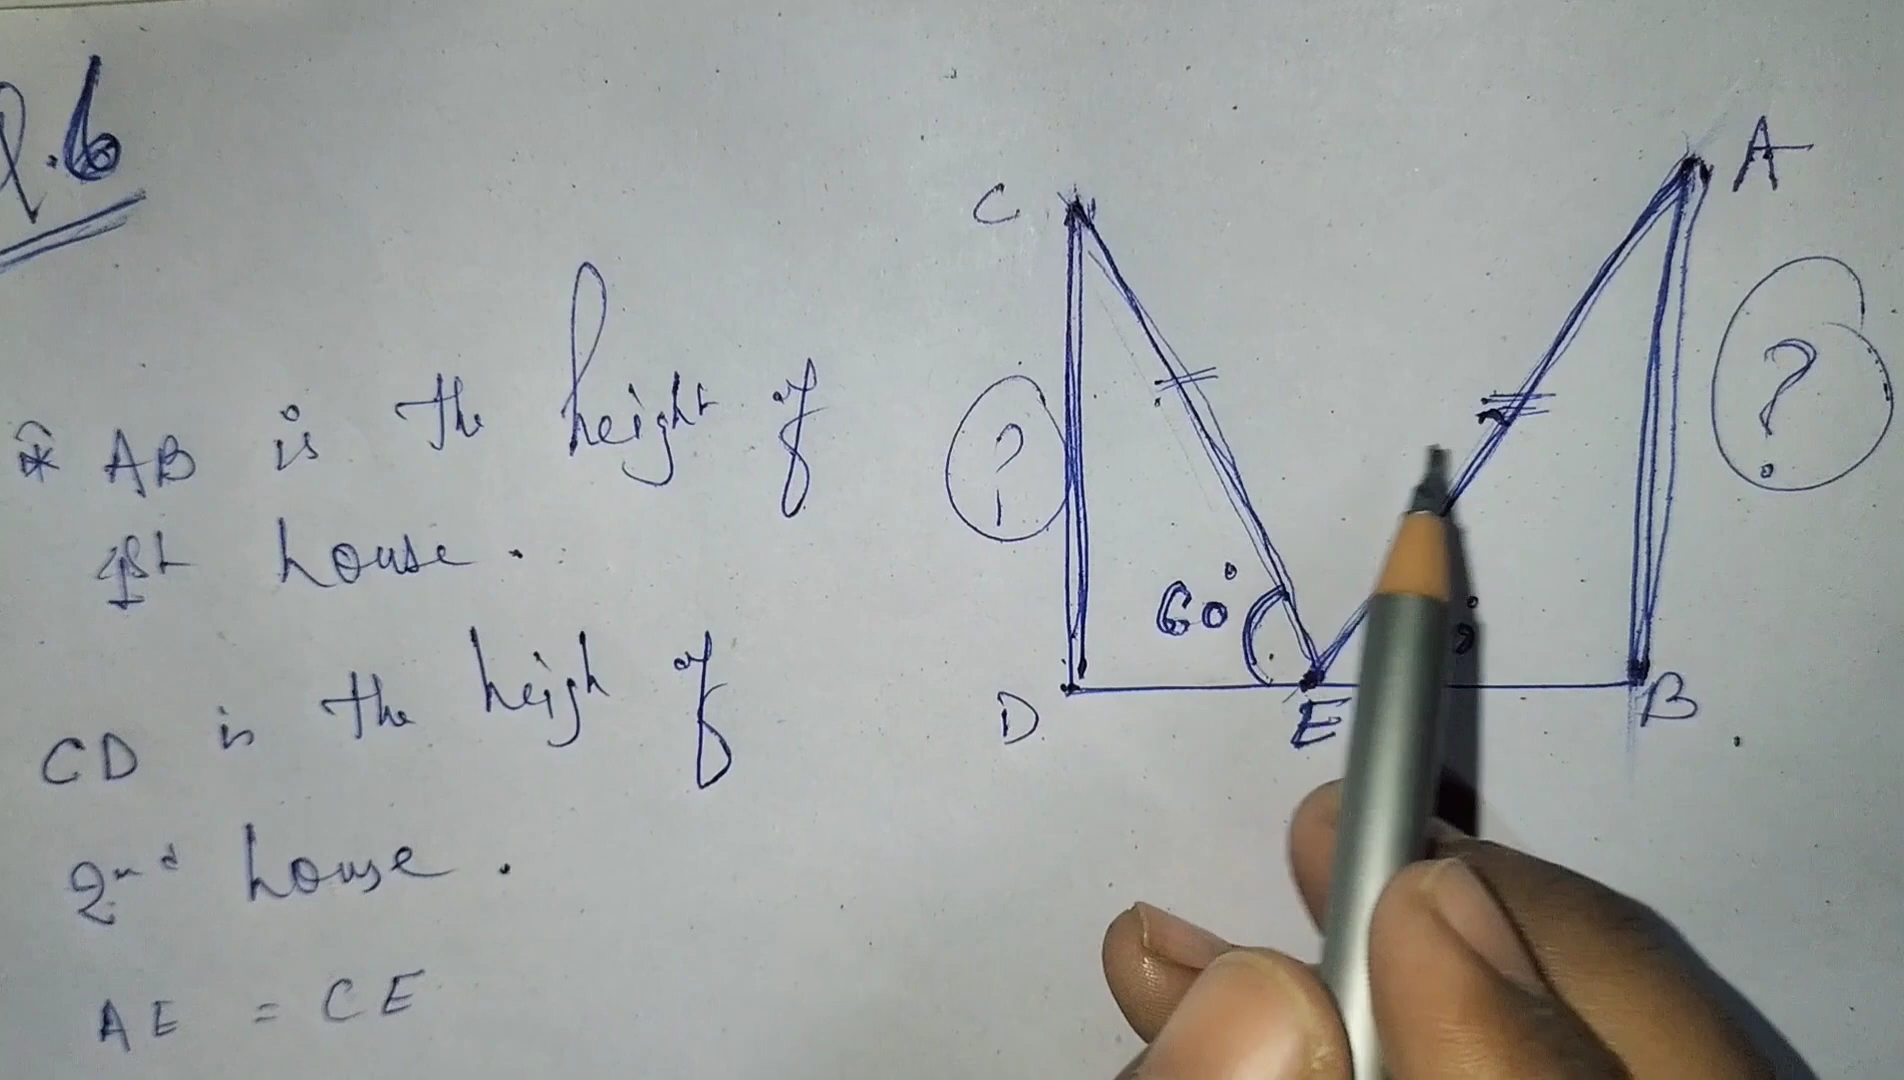 Q.6
* AB is the height of
1st house.
CD is the heigh of
2nd house.
AE = CE
C
A
?
?
60°
D
E
B